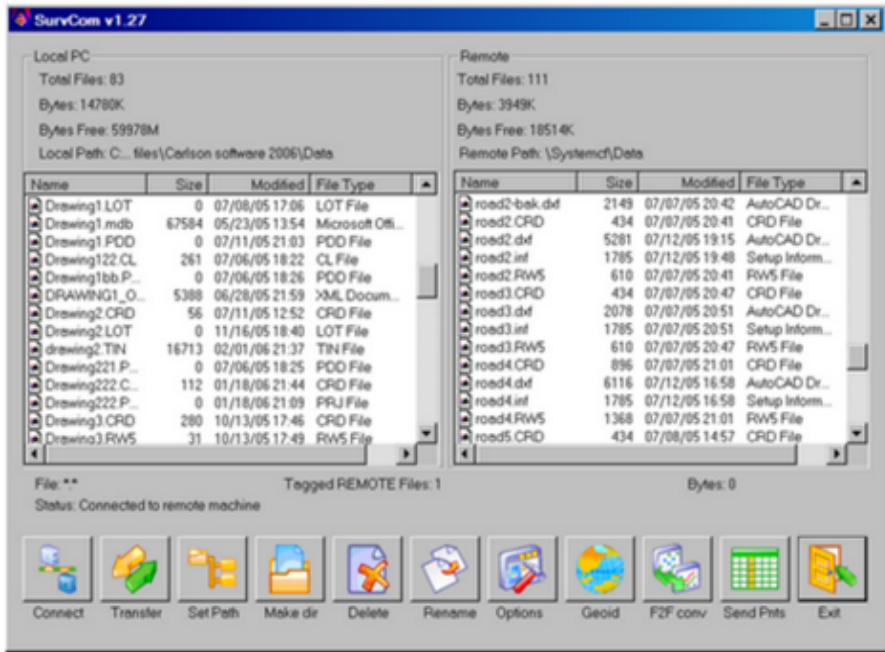 SurvCom v1.27
Local PC
Total Files: 83
Bytes: 14780K
Bytes Free: 59978M
Local Path: C:... files\Carlson software 2006\Data
Name Size Modified File Type
Drawing1.LOT 0 07/08/05 17:06 LOT File
Drawing1.mdb 67584 05/23/05 13:54 Microsoft Offi...
Drawing1.PDD 0 07/11/05 21:03 PDD File
Drawing122.CL 261 07/06/05 18:22 CL File
Drawing1bb.P... 0 07/06/05 18:26 PDD File
DRAWING1_O... 5388 06/28/05 21:59 XML Docum...
Drawing2.CRD 56 07/11/05 12:52 CRD File
Drawing2.LOT 0 11/16/05 18:40 LOT File
drawing2.TIN 16713 02/01/06 21:37 TIN File
Drawing221.P... 0 07/06/05 18:25 PDD File
Drawing222.C... 112 01/18/06 21:44 CRD File
Drawing222.P... 0 01/18/06 21:09 PRJ File
Drawing3.CRD 280 10/13/05 17:46 CRD File
Drawing3.RW5 31 10/13/05 17:49 RW5 File
Remote
Total Files: 111
Bytes: 3949K
Bytes Free: 18514K
Remote Path: \Systemcf\Data
Name Size Modified File Type
road2-bak.dxf 2149 07/07/05 20:42 AutoCAD Dr...
road2.CRD 434 07/07/05 20:41 CRD File
road2.dxf 5281 07/12/05 19:15 AutoCAD Dr...
road2.inf 1785 07/12/05 19:48 Setup Inform...
road2.RW5 610 07/07/05 20:41 RW5 File
road3.CRD 434 07/07/05 20:47 CRD File
road3.dxf 2078 07/07/05 20:51 AutoCAD Dr...
road3.inf 1785 07/07/05 20:51 Setup Inform...
road3.RW5 610 07/07/05 20:47 RW5 File
road4.CRD 896 07/07/05 21:01 CRD File
road4.dxf 6116 07/12/05 16:58 AutoCAD Dr...
road4.inf 1785 07/12/05 16:58 Setup Inform...
road4.RW5 1368 07/07/05 21:01 RW5 File
road5.CRD 434 07/08/05 14:57 CRD File
File: *.* Tagged REMOTE Files: 1 Bytes: 0
Status: Connected to remote machine
Connect Transfer Set Path Make dir Delete Rename Options Geoid F2F conv Send Pnts Exit